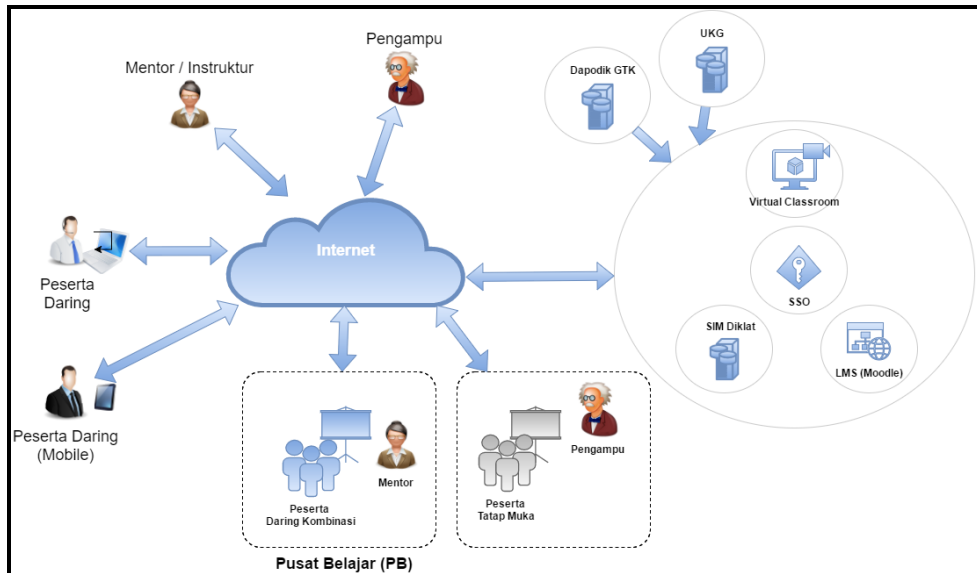 Pengampu
Mentor / Instruktur
UKG
Dapodik GTK
Virtual Classroom
Internet
Peserta
Daring
SSO
SIM Diklat
LMS (Moodle)
Peserta Daring
(Mobile)
Mentor
Peserta
Daring Kombinasi
Pengampu
Peserta
Tatap Muka
Pusat Belajar (PB)